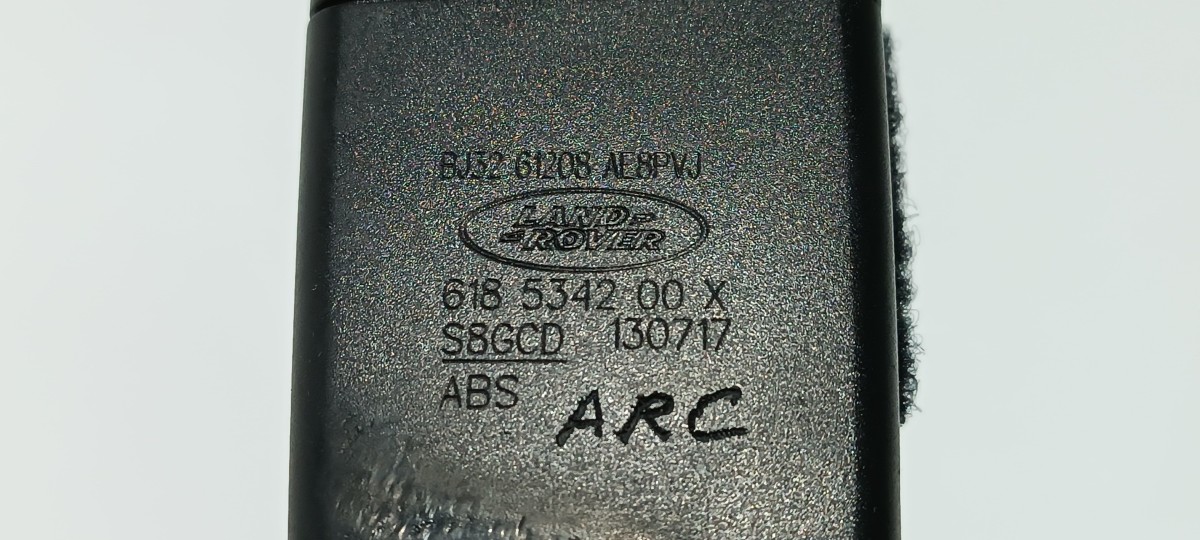 BJ32 61208 AE8PVJ
LAND-
-ROVER
618 5342 00 X
S8GCD 130717
ABS ARC